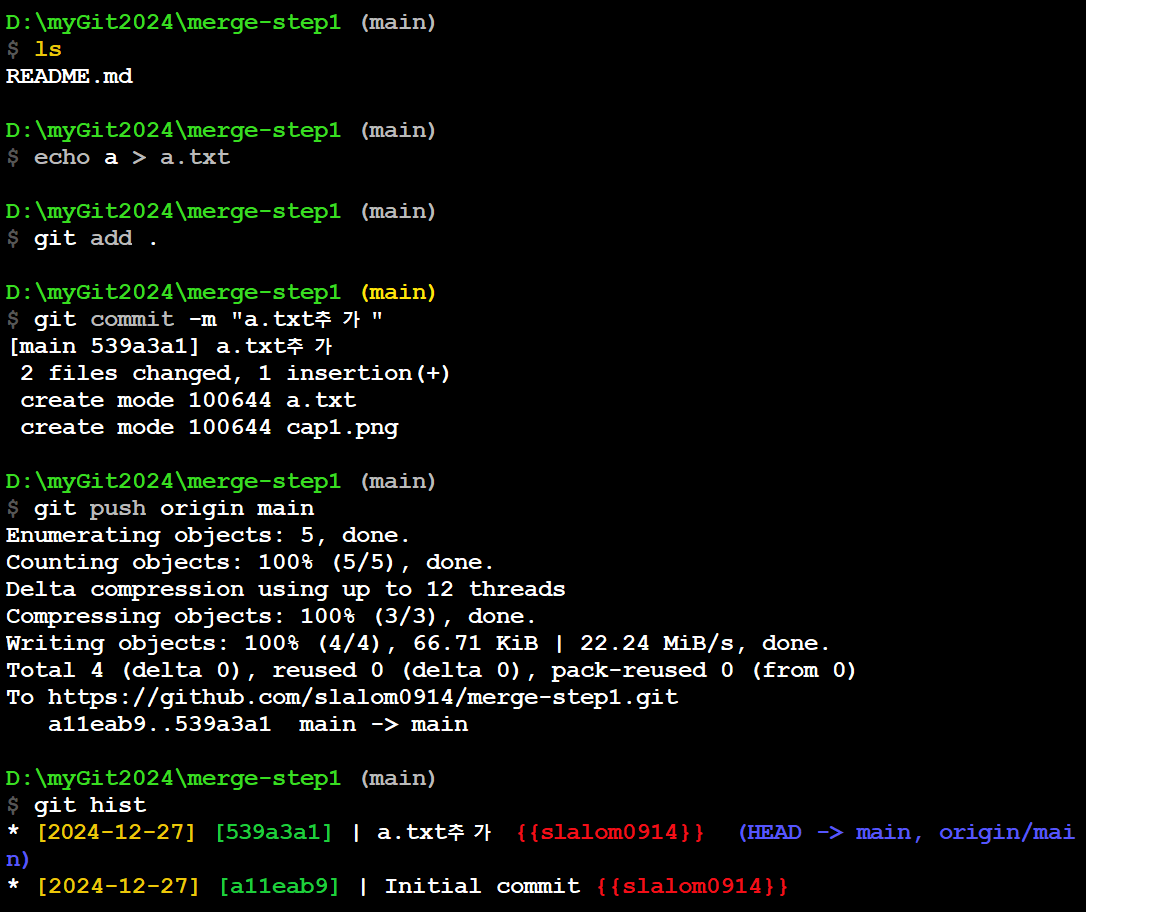 D:\myGit2024\merge-step1 (main)
$ ls
README.md
D:\myGit2024\merge-step1 (main)
$ echo a > a.txt
D:\myGit2024\merge-step1 (main)
$ git add .
D:\myGit2024\merge-step1 (main)
$ git commit -m "a.txt추 가 "
[main 539a3a1] a.txt추 가
 2 files changed, 1 insertion(+)
 create mode 100644 a.txt
 create mode 100644 cap1.png
D:\myGit2024\merge-step1 (main)
$ git push origin main
Enumerating objects: 5, done.
Counting objects: 100% (5/5), done.
Delta compression using up to 12 threads
Compressing objects: 100% (3/3), done.
Writing objects: 100% (4/4), 66.71 KiB | 22.24 MiB/s, done.
Total 4 (delta 0), reused 0 (delta 0), pack-reused 0 (from 0)
To https://github.com/slalom0914/merge-step1.git
   a11eab9..539a3a1  main -> main
D:\myGit2024\merge-step1 (main)
$ git hist
* [2024-12-27] [539a3a1] | a.txt추 가 {{slalom0914}}  (HEAD -> main, origin/mai
n)
* [2024-12-27] [a11eab9] | Initial commit {{slalom0914}}